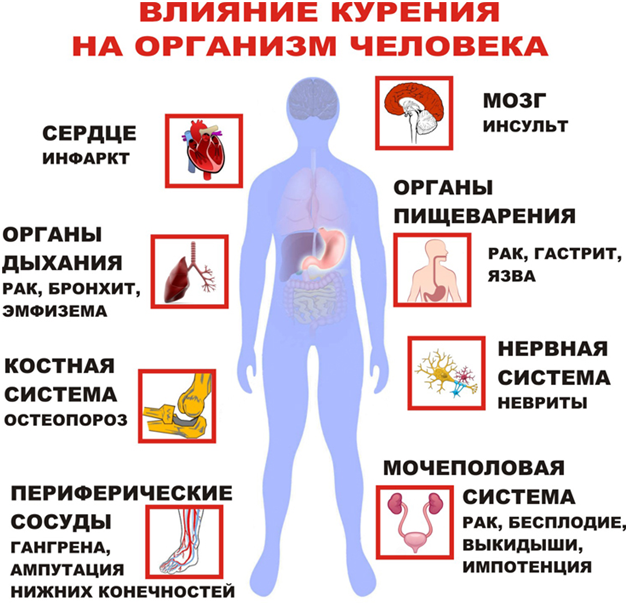 ВЛИЯНИЕ КУРЕНИЯ
НА ОРГАНИЗМ ЧЕЛОВЕКА
СЕРДЦЕ
ИНФАРКТ
МОЗГ
ИНСУЛЬТ
ОРГАНЫ
ДЫХАНИЯ
РАК, БРОНХИТ,
ЭМФИЗЕМА
ОРГАНЫ
ПИЩЕВАРЕНИЯ
РАК, ГАСТРИТ,
ЯЗВА
КОСТНАЯ
СИСТЕМА
ОСТЕОПОРОЗ
НЕРВНАЯ
СИСТЕМА
НЕВРИТЫ
ПЕРИФЕРИЧЕСКИЕ
СОСУДЫ
ГАНГРЕНА,
АМПУТАЦИЯ
НИЖНИХ КОНЕЧНОСТЕЙ
МОЧЕПОЛОВАЯ
СИСТЕМА
РАК, БЕСПЛОДИЕ,
ВЫКИДЫШИ,
ИМПОТЕНЦИЯ